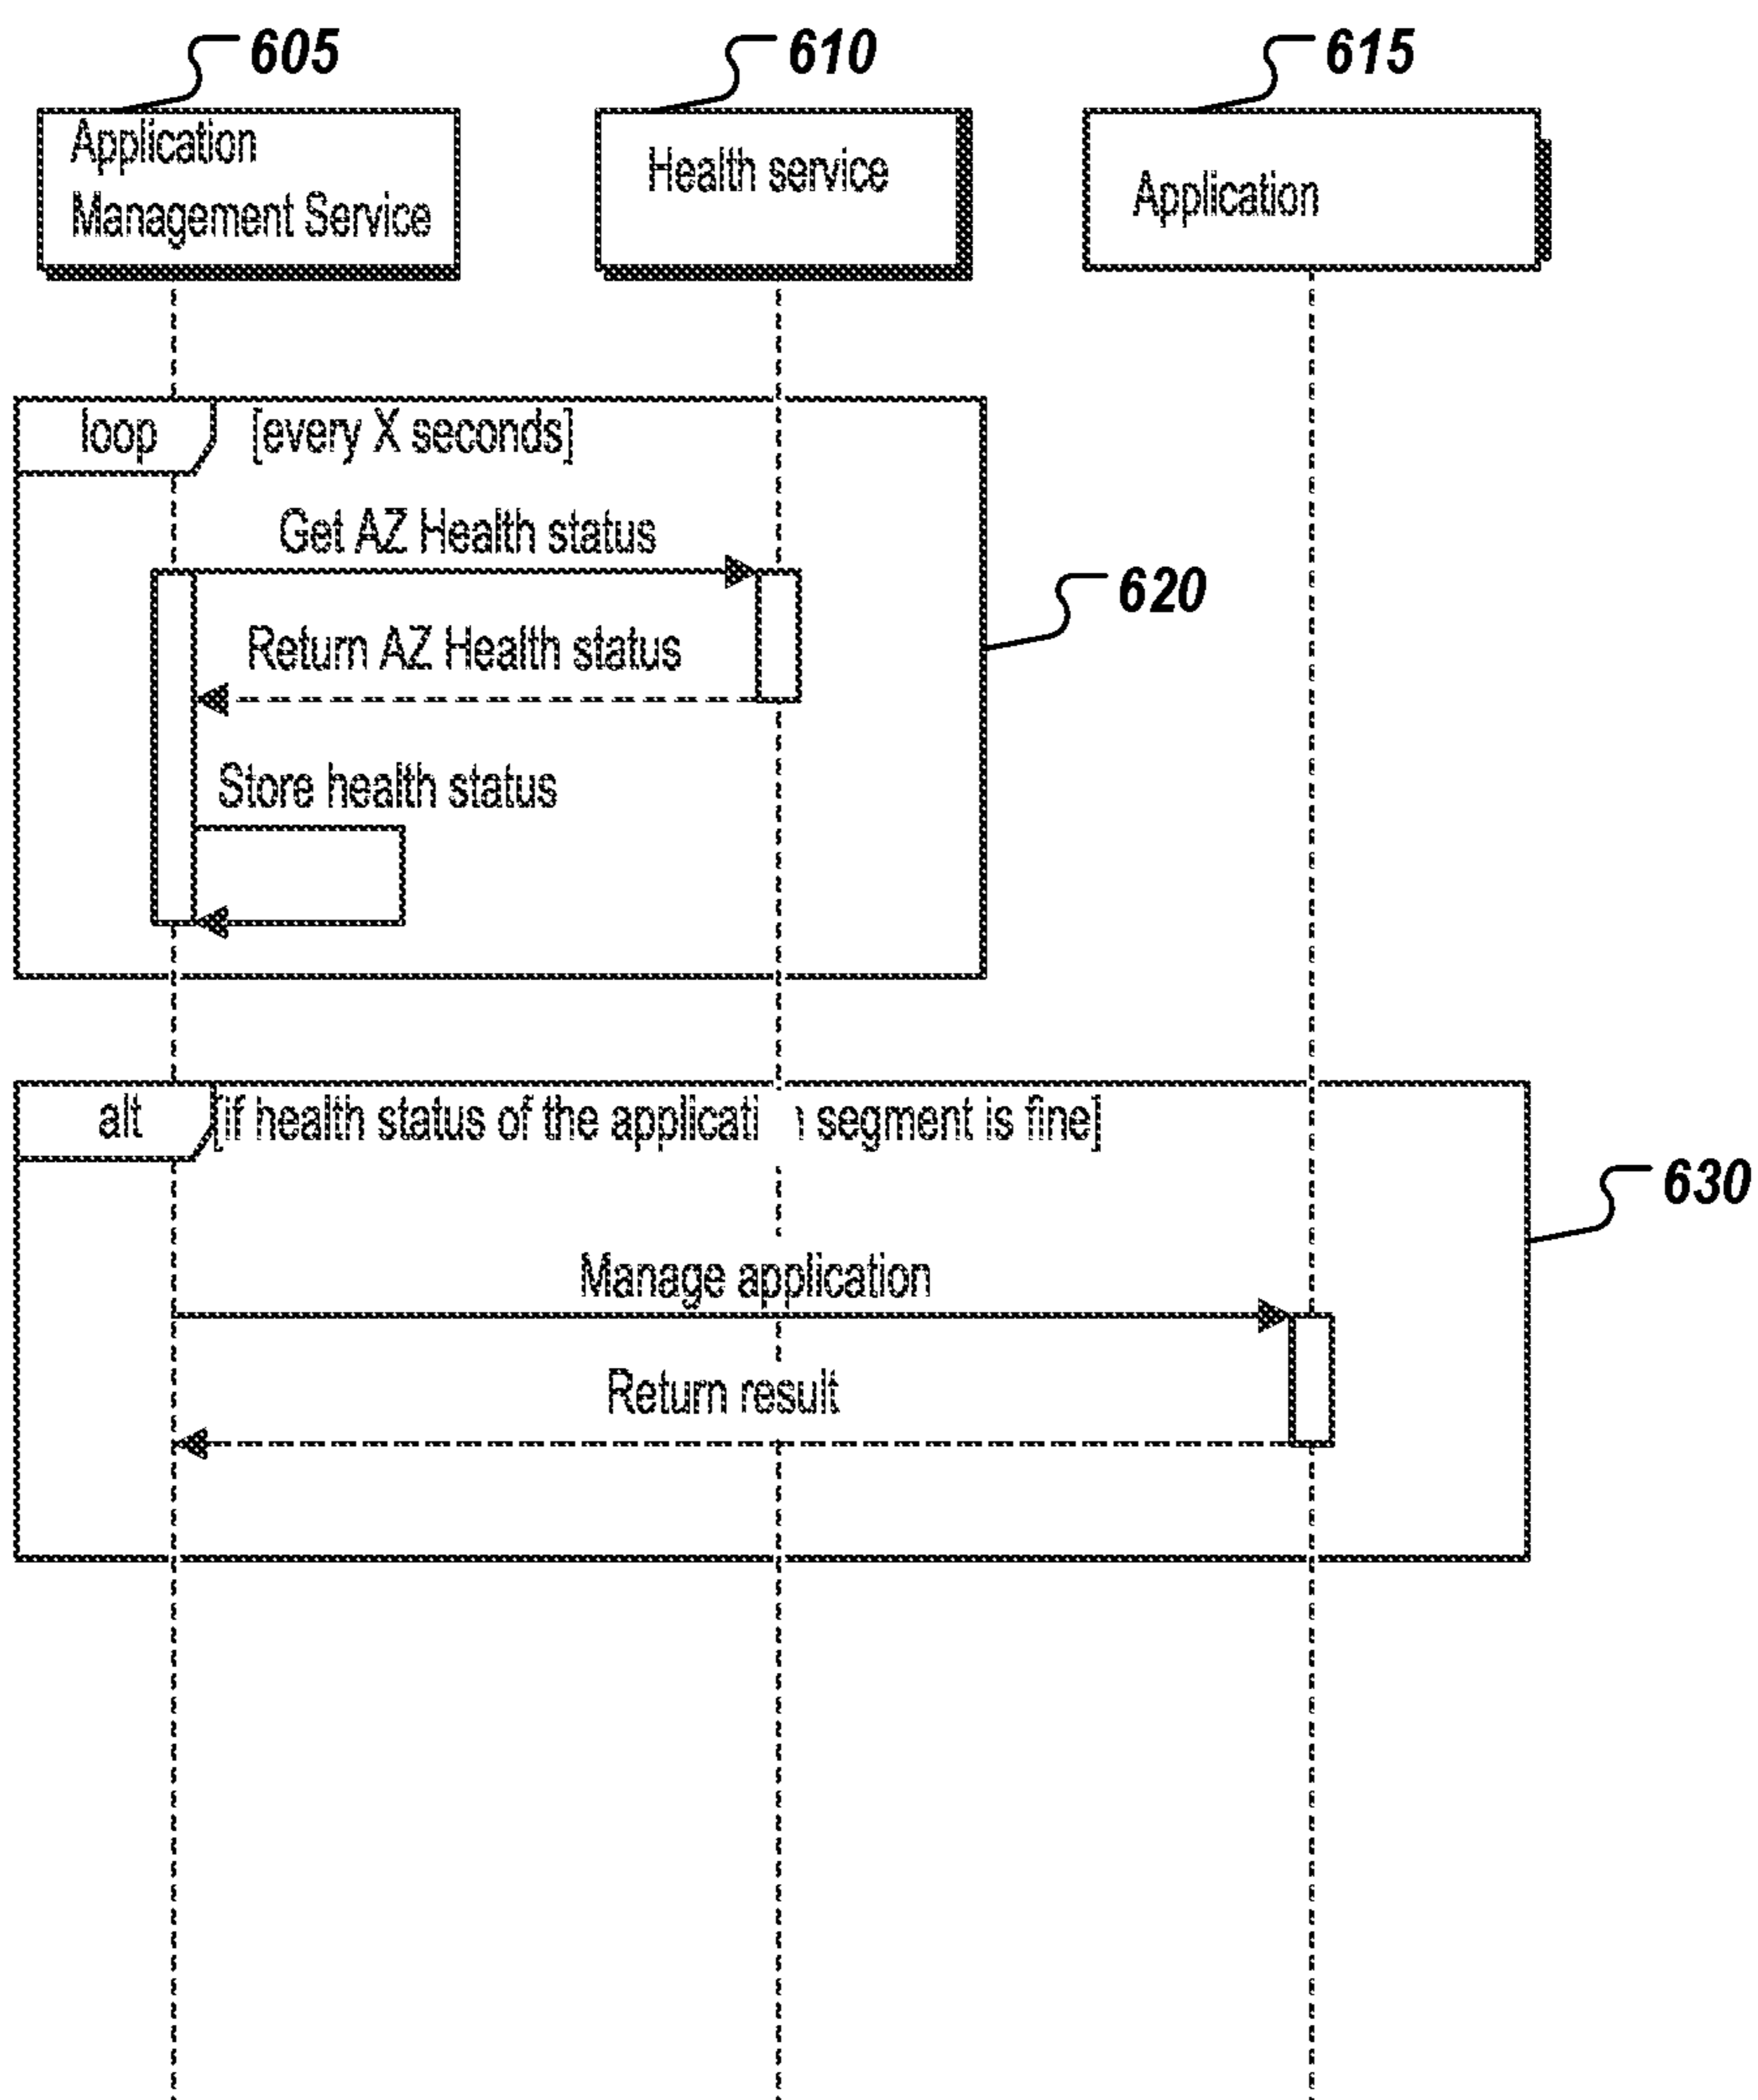 605
610
615
Application
Management Service
Health service
Application
loop
[every X seconds]
Get AZ Health status
620
Return AZ Health status
Store health status
alt
[if health status of the applicati segment is fine]
630
Manage application
Return result